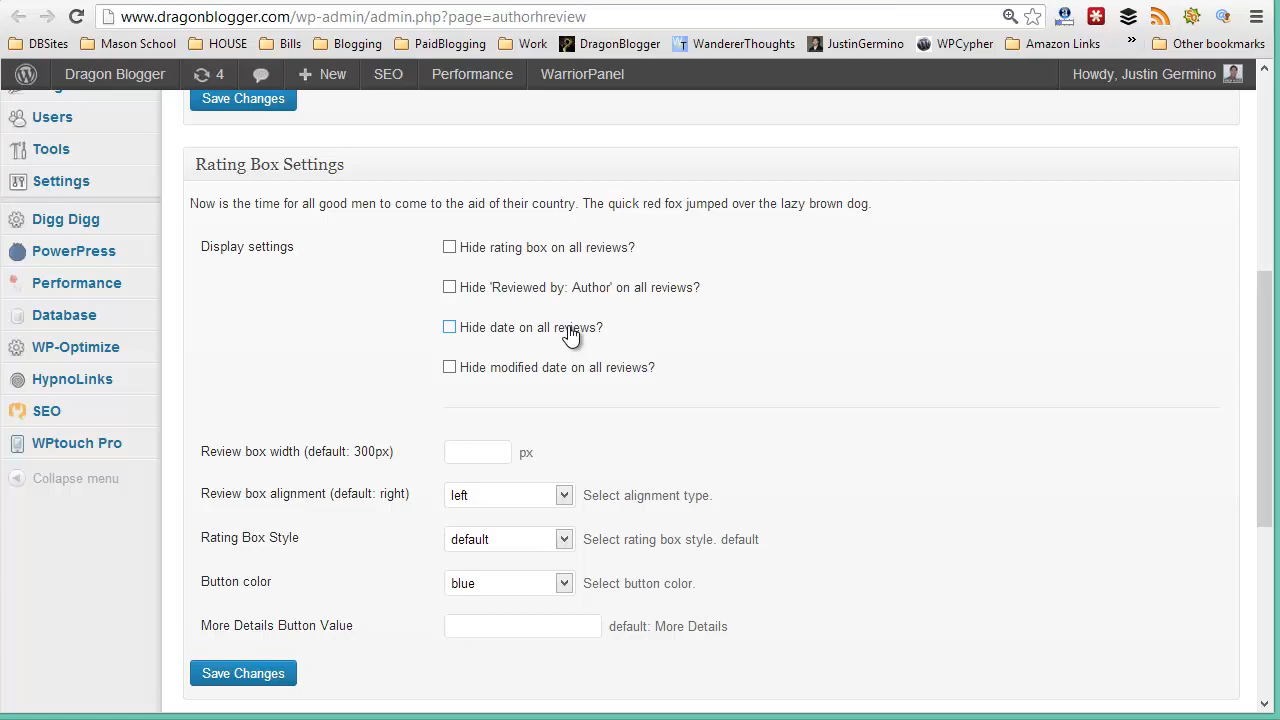 www.dragonblogger.com/wp-admin/admin.php?page=authorhreview
DBSites Mason School HOUSE Bills Blogging PaidBlogging Work DragonBlogger WandererThoughts JustinGermino WPCypher Amazon Links » Other bookmarks
Dragon Blogger 4 New SEO Performance WarriorPanel Howdy, Justin Germino
Save Changes
Users
Tools
Settings
Digg Digg
PowerPress
Performance
Database
WP-Optimize
HypnoLinks
SEO
WPtouch Pro
Collapse menu
Rating Box Settings
Now is the time for all good men to come to the aid of their country. The quick red fox jumped over the lazy brown dog.
Display settings
Hide rating box on all reviews?
Hide 'Reviewed by: Author' on all reviews?
Hide date on all reviews?
Hide modified date on all reviews?
Review box width (default: 300px) px
Review box alignment (default: right) left Select alignment type.
Rating Box Style default Select rating box style. default
Button color blue Select button color.
More Details Button Value default: More Details
Save Changes